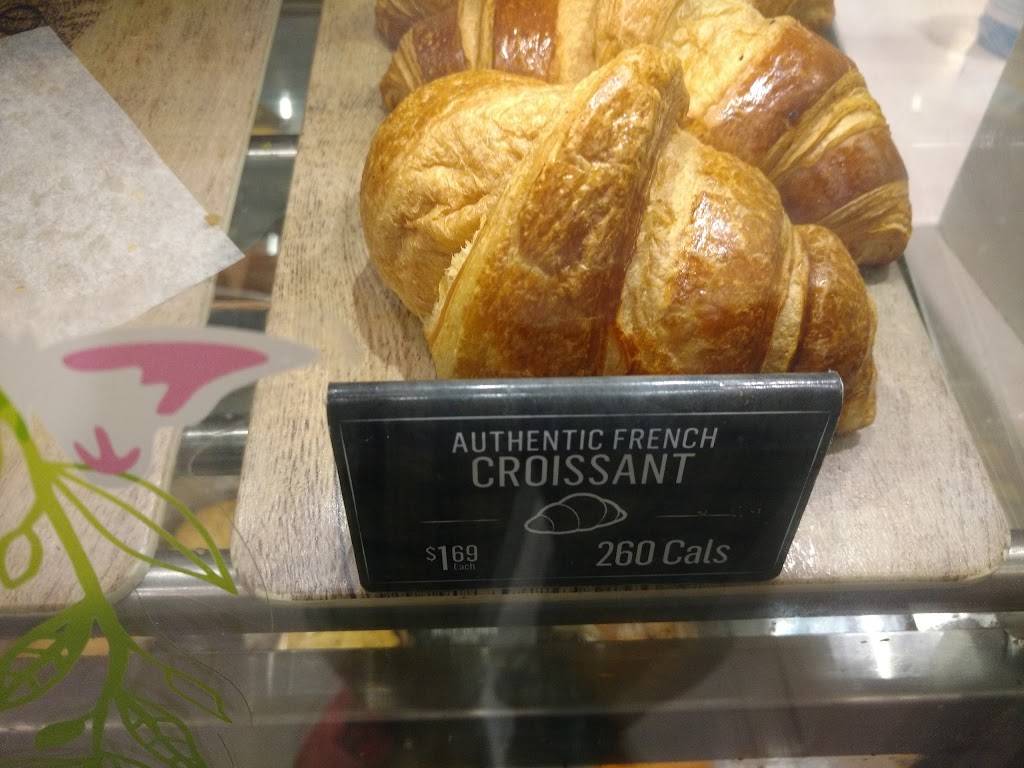 AUTHENTIC FRENCH
CROISSANT
$1.69 Each
260 Cals